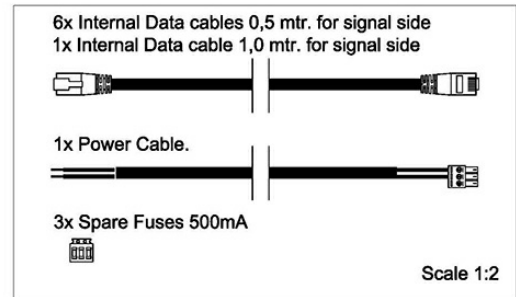 6x Internal Data cables 0,5 mtr. for signal side
1x Internal Data cable 1,0 mtr. for signal side
1x Power Cable.
3x Spare Fuses 500mA
Scale 1:2